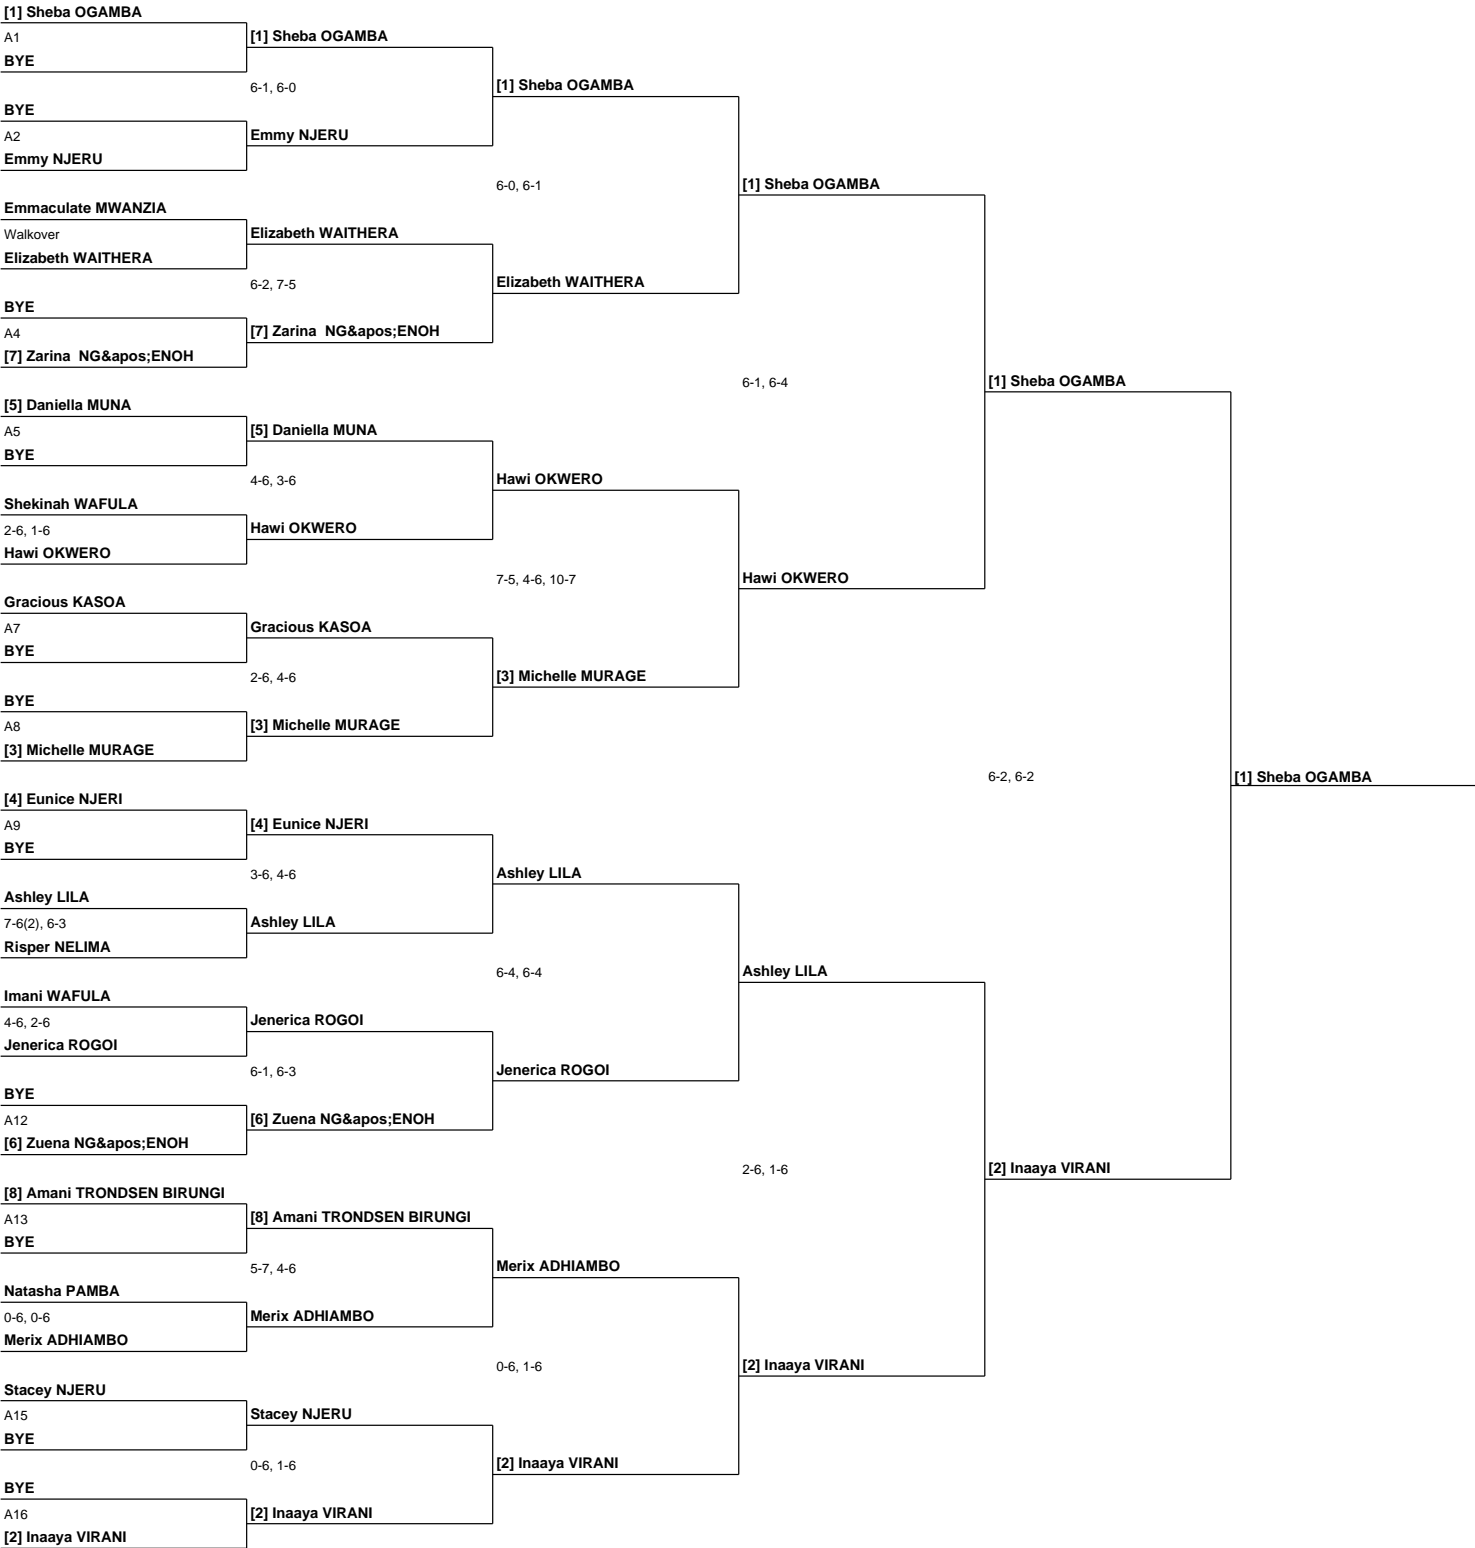 [1] Sheba OGAMBA
A1
BYE
BYE
A2
Emmy NJERU
Emmaculate MWANZIA
Walkover
Elizabeth WAITHERA
BYE
A4
[7] Zarina  NG&apos;ENOH
[5] Daniella MUNA
A5
BYE
Shekinah WAFULA
2-6, 1-6
Hawi OKWERO
Gracious KASOA
A7
BYE
BYE
A8
[3] Michelle MURAGE
[4] Eunice NJERI
A9
BYE
Ashley LILA
7-6(2), 6-3
Risper NELIMA
Imani WAFULA
4-6, 2-6
Jenerica ROGOI
BYE
A12
[6] Zuena NG&apos;ENOH
[8] Amani TRONDSEN BIRUNGI
A13
BYE
Natasha PAMBA
0-6, 0-6
Merix ADHIAMBO
Stacey NJERU
A15
BYE
BYE
A16
[2] Inaaya VIRANI
[1] Sheba OGAMBA
6-1, 6-0
Emmy NJERU
Elizabeth WAITHERA
6-2, 7-5
[7] Zarina  NG&apos;ENOH
[5] Daniella MUNA
4-6, 3-6
Hawi OKWERO
Gracious KASOA
2-6, 4-6
[3] Michelle MURAGE
[4] Eunice NJERI
3-6, 4-6
Ashley LILA
Jenerica ROGOI
6-1, 6-3
[6] Zuena NG&apos;ENOH
[8] Amani TRONDSEN BIRUNGI
5-7, 4-6
Merix ADHIAMBO
Stacey NJERU
0-6, 1-6
[2] Inaaya VIRANI
[1] Sheba OGAMBA
6-0, 6-1
Elizabeth WAITHERA
Hawi OKWERO
7-5, 4-6, 10-7
[3] Michelle MURAGE
Ashley LILA
6-4, 6-4
Jenerica ROGOI
Merix ADHIAMBO
0-6, 1-6
[2] Inaaya VIRANI
[1] Sheba OGAMBA
6-1, 6-4
Hawi OKWERO
Ashley LILA
2-6, 1-6
[2] Inaaya VIRANI
[1] Sheba OGAMBA
6-2, 6-2
[2] Inaaya VIRANI
[1] Sheba OGAMBA